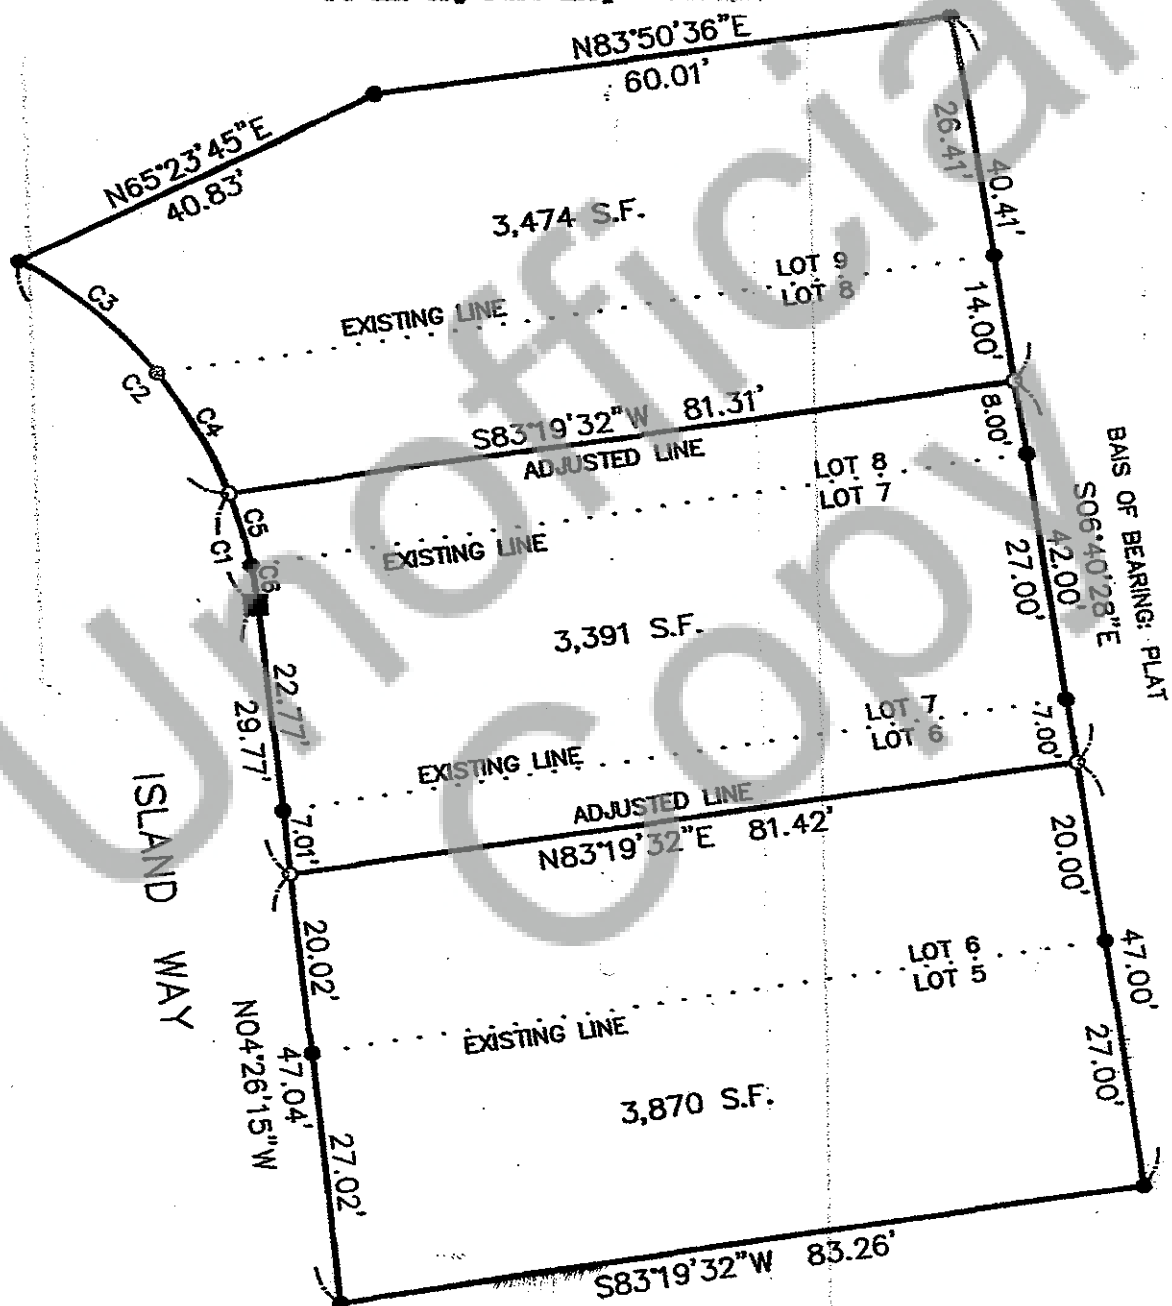 N83°50'36"E
60.01'
N65°23'45"E
40.83'
26.41'
40.41'
3,474 S.F.
LOT 9
LOT 8
EXISTING LINE
14.00'
C3
C2
C4
S83°19'32"W 81.31'
ADJUSTED LINE
8.00'
LOT 8
LOT 7
EXISTING LINE
C5
C1
C6
BAIS OF BEARING: PLAT
S06°40'28"E
42.00'
27.00'
3,391 S.F.
22.77'
29.77'
LOT 7
LOT 6
7.00'
EXISTING LINE
ADJUSTED LINE
N83°19'32"E 81.42'
7.01'
ISLAND WAY
20.00'
20.02'
LOT 6
LOT 5
47.00'
EXISTING LINE
N04°26'15"W
47.04'
27.00'
3,870 S.F.
27.02'
S83°19'32"W 83.26'
Unofficial
Copy